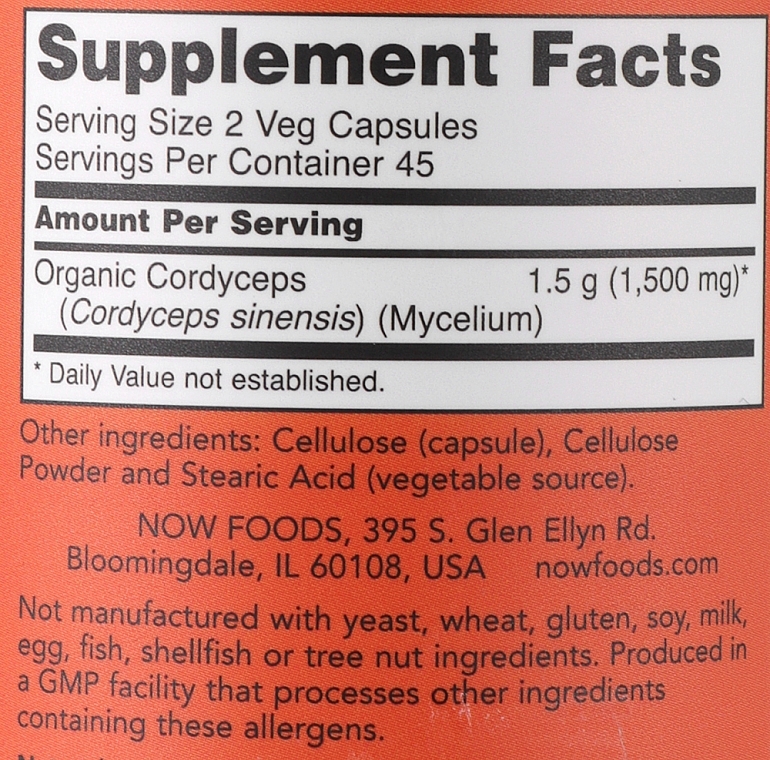 Supplement Facts
Serving Size 2 Veg Capsules
Servings Per Container 45
Amount Per Serving
Organic Cordyceps 1.5 g (1,500 mg)*
(Cordyceps sinensis) (Mycelium)
* Daily Value not established.
Other ingredients: Cellulose (capsule), Cellulose
Powder and Stearic Acid (vegetable source).
NOW FOODS, 395 S. Glen Ellyn Rd.
Bloomingdale, IL 60108, USA nowfoods.com
Not manufactured with yeast, wheat, gluten, soy, milk,
egg, fish, shellfish or tree nut ingredients. Produced in
a GMP facility that processes other ingredients
containing these allergens.